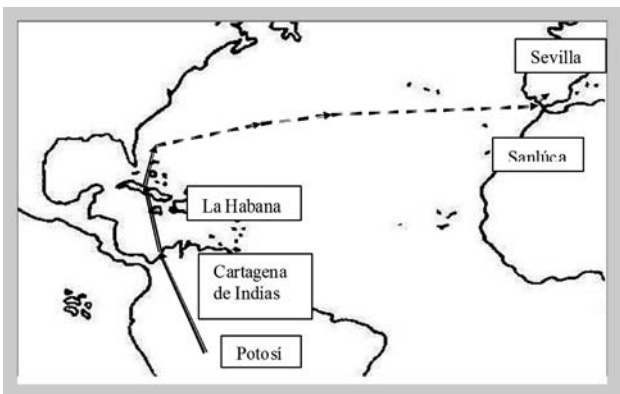 Sevilla
Sanlúca
La Habana
Cartagena
de Indias
Potosí